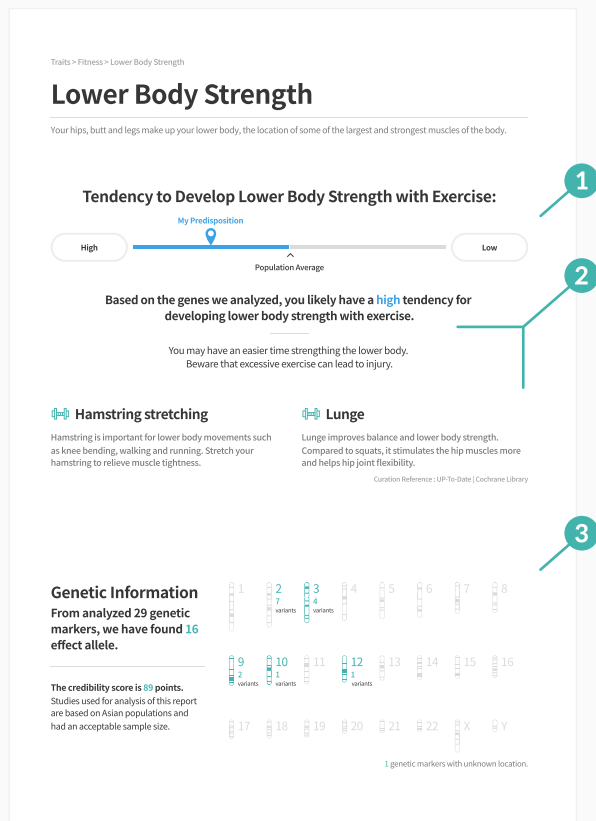 Traits > Fitness > Lower Body Strength
Lower Body Strength
Your hips, butt and legs make up your lower body, the location of some of the largest and strongest muscles of the body.
1
Tendency to Develop Lower Body Strength with Exercise:
My Predisposition
High
Low
Population Average
2
Based on the genes we analyzed, you likely have a high tendency for
developing lower body strength with exercise.
You may have an easier time strengthing the lower body.
Beware that excessive exercise can lead to injury.
Hamstring stretching
Hamstring is important for lower body movements such
as knee bending, walking and running. Stretch your
hamstring to relieve muscle tightness.
Lunge
Lunge improves balance and lower body strength.
Compared to squats, it stimulates the hip muscles more
and helps hip joint flexibility.
Curation Reference : UP-To-Date | Cochrane Library
3
Genetic Information
From analyzed 29 genetic
markers, we have found 16
effect allele.
The credibility score is 89 points.
Studies used for analysis of this report
are based on Asian populations and
had an acceptable sample size.
1 2 3 4 5 6 7 8
7 variants 4 variants
9 10 11 12 13 14 15 16
2 variants 1 variants 1 variants
17 18 19 20 21 22 X Y
1 genetic markers with unknown location.